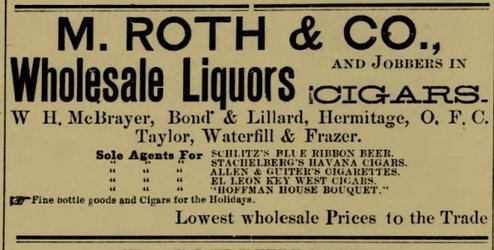 M. ROTH & CO.,
Wholesale Liquors AND JOBBERS IN CIGARS.
W H. McBrayer, Bond & Lillard, Hermitage, O. F. C.
Taylor, Waterfill & Frazer.
Sole Agents For SCHLITZ'S BLUE RIBBON BEER.
" " " STACHELBERG'S HAVANA CIGARS.
" " " ALLEN & GUITER'S CIGARETTES.
" " " EL LEON KEY WEST CIGARS.
" " " "HOFFMAN HOUSE BOUQUET."
☞Fine bottle goods and Cigars for the Holidays.
Lowest wholesale Prices to the Trade